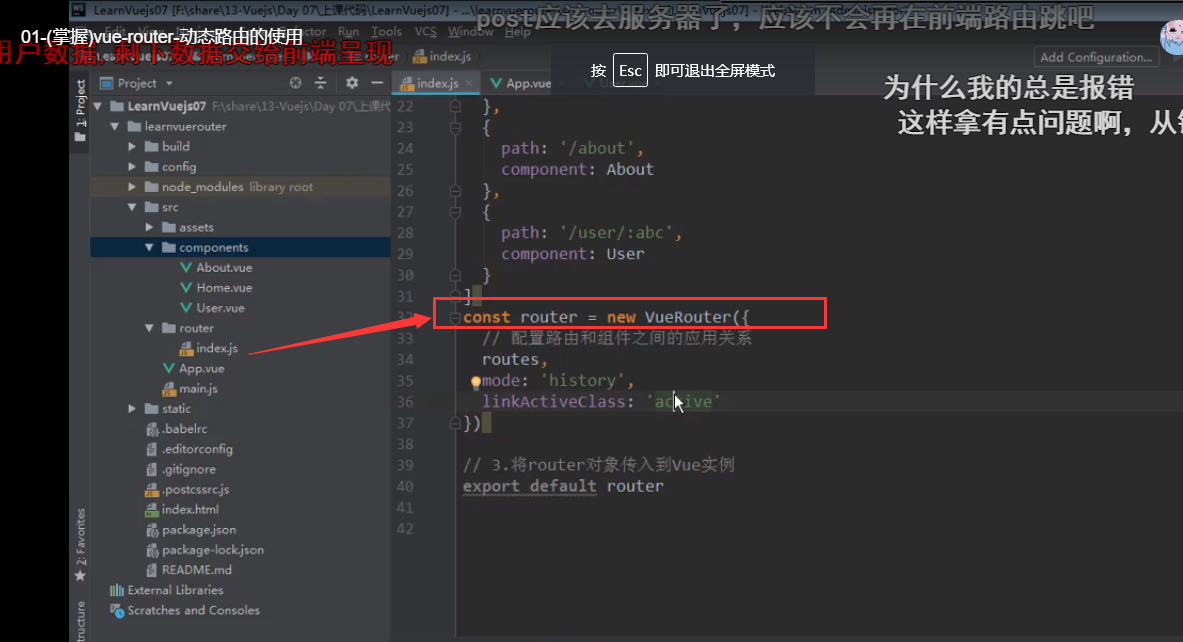 LearnVuejs07 [F:\share\13-Vuejs\Day 07\上课代码\LearnVuejs07] - ...\
post应该去服务器了，应该不会再在前端路由跳吧
01-(掌握)vue-router-动态路由的使用
Run Tools VCS Window Help
用户数据,剩下数据交给前端呈现
index.js
Add Configuration...
按 Esc 即可退出全屏模式
为什么我的总是报错
这样拿有点问题啊，从
1: Project
Project
index.js
App.vue
LearnVuejs07 F:\share\13-Vuejs\Day 07\上课代
learnvuerouter
build
config
node_modules library root
src
assets
components
About.vue
Home.vue
User.vue
router
index.js
App.vue
main.js
static
.babelrc
.editorconfig
.gitignore
.postcssrc.js
index.html
package.json
package-lock.json
README.md
External Libraries
Scratches and Consoles
2: Favorites
22 },
23 {
24 path: '/about',
25 component: About
26 },
27 {
28 path: '/user/:abc',
29 component: User
30 }
31 ]
32 const router = new VueRouter({
33 // 配置路由和组件之间的应用关系
34 routes,
35 mode: 'history',
36 linkActiveClass: 'active'
37 })
38
39 // 3.将router对象传入到Vue实例
40 export default router
41
42